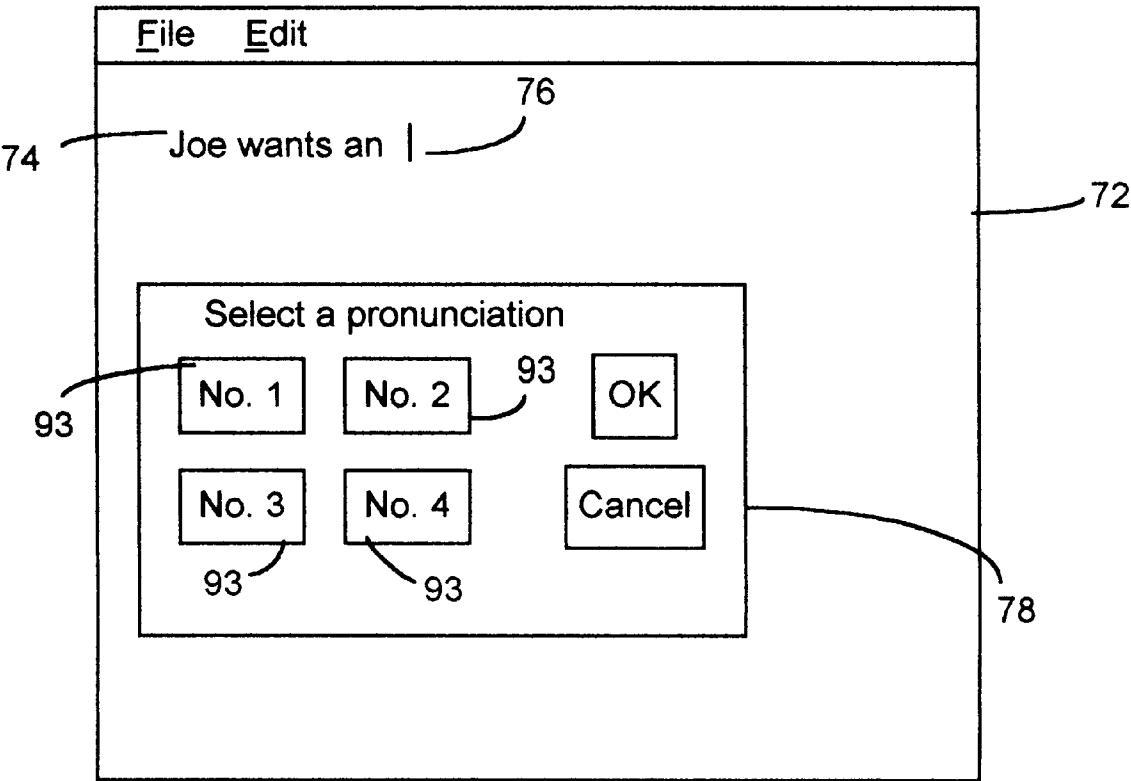 File Edit
76
74 Joe wants an
72
Select a pronunciation
93 No. 1 No. 2 93 OK
No. 3 No. 4 Cancel
93 93
78